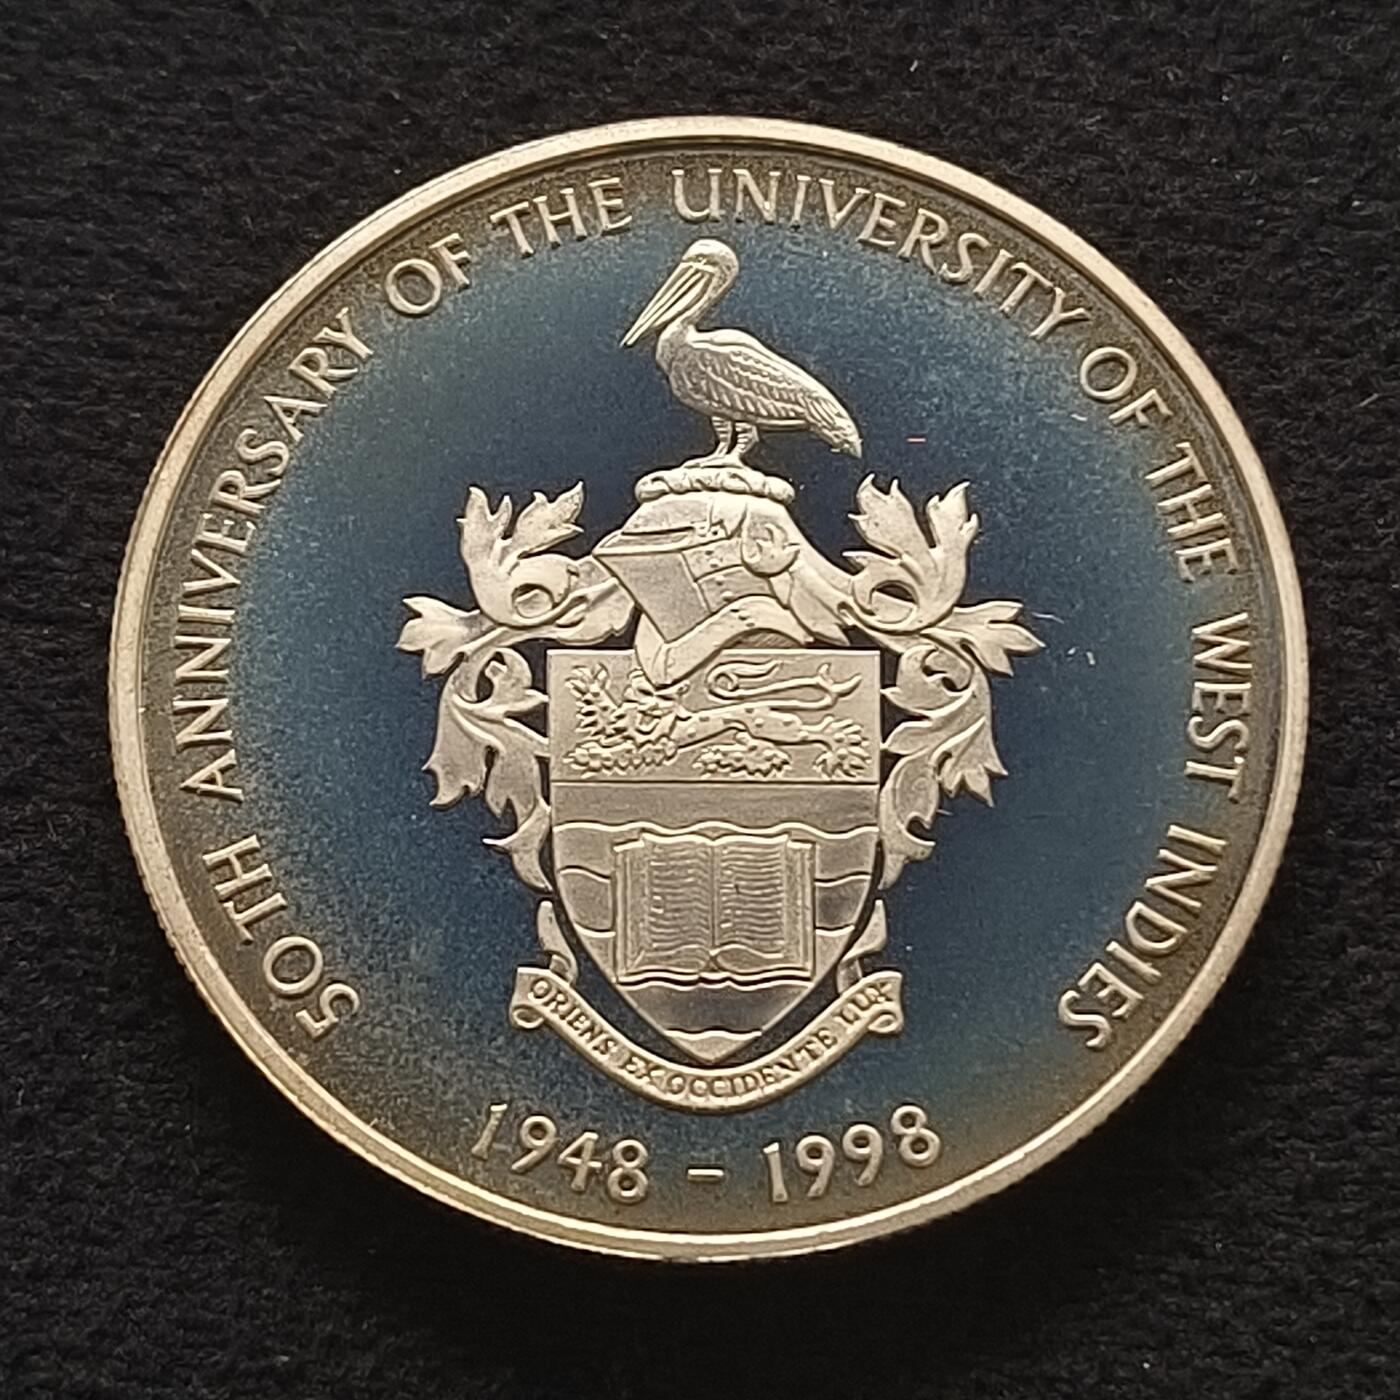 50TH ANNIVERSARY OF THE UNIVERSITY OF THE WEST INDIES
ORIENS EX OCCIDENTE LUX
1948 - 1998